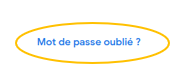 Mot de passe oublié ?